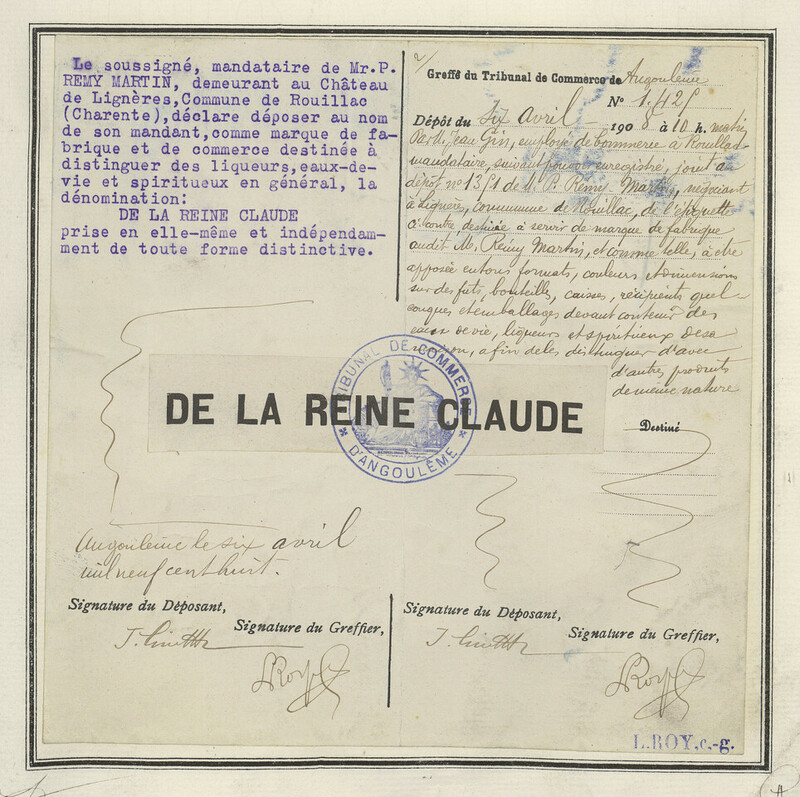 Le soussigné, mandataire de Mr.P.
REMY MARTIN, demeurant au Château
de Lignères,Commune de Rouillac
(Charente),déclare déposer au nom
de son mandant,comme marque de fa-
brique et de commerce destinée à
distinguer des liqueurs,eaux-de-
vie et spiritueux en général, la
dénomination:
DE LA REINE CLAUDE
prise en elle-même et indépendam-
ment de toute forme distinctive.
Greffe du Tribunal de Commerce de Angoulême
N° 1.425
Dépôt du six avril 1908 à 10 h. matin
Par M. Jean Gin, employé de commerce à Rouillac
mandataire, suivant pouvoir enregistré, joint au
dépôt n° 1351 de M. P. Remy-Martin, négociant
à Lignère, commune de Rouillac, de l'étiquette
ci-contre, destinée à servir de marque de fabrique
audit M. Remy Martin, et comme telle, à être
apposée en tous formats, couleurs et dimensions
sur des fûts, bouteilles, caisses, récipients quel-
conques et emballages devant contenir des
eaux de vie, liqueurs et spiritueux de sa
afin de les distinguer d'avec
d'autres produits
de même nature
TRIBUNAL DE COMMERCE
D'ANGOULÊME
DE LA REINE CLAUDE
Destiné
Angoulême le six avril
mil neuf cent huit.
Signature du Déposant,
Signature du Greffier,
Signature du Déposant,
Signature du Greffier,
L.ROY,c.-g.